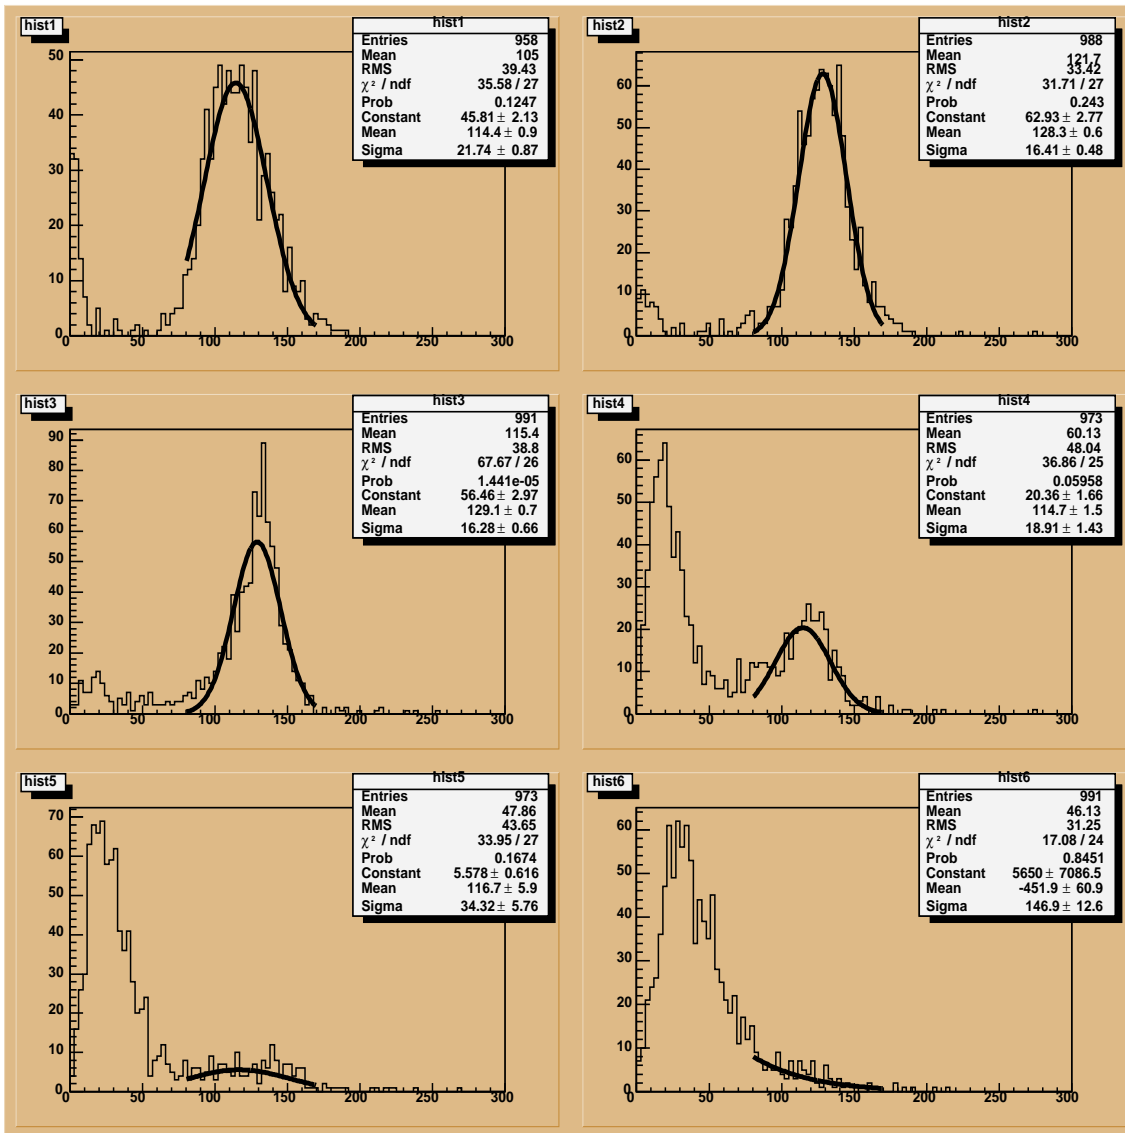 hist1
hist1
Entries 958
Mean 105
RMS 39.43
χ² / ndf 35.58 / 27
Prob 0.1247
Constant 45.81 ± 2.13
Mean 114.4 ± 0.9
Sigma 21.74 ± 0.87
50
40
30
20
10
0
0 50 100 150 200 250 300
hist2
hist2
Entries 988
Mean 121.7
RMS 33.42
χ² / ndf 31.71 / 27
Prob 0.243
Constant 62.93 ± 2.77
Mean 128.3 ± 0.6
Sigma 16.41 ± 0.48
60
50
40
30
20
10
0
0 50 100 150 200 250 300
hist3
hist3
Entries 991
Mean 115.4
RMS 38.8
χ² / ndf 67.67 / 26
Prob 1.441e-05
Constant 56.46 ± 2.97
Mean 129.1 ± 0.7
Sigma 16.28 ± 0.66
90
80
70
60
50
40
30
20
10
0
0 50 100 150 200 250 300
hist4
hist4
Entries 973
Mean 60.13
RMS 48.04
χ² / ndf 36.86 / 25
Prob 0.05958
Constant 20.36 ± 1.66
Mean 114.7 ± 1.5
Sigma 18.91 ± 1.43
60
50
40
30
20
10
0
0 50 100 150 200 250 300
hist5
hist5
Entries 973
Mean 47.86
RMS 43.65
χ² / ndf 33.95 / 27
Prob 0.1674
Constant 5.578 ± 0.616
Mean 116.7 ± 5.9
Sigma 34.32 ± 5.76
70
60
50
40
30
20
10
0
0 50 100 150 200 250 300
hist6
hist6
Entries 991
Mean 46.13
RMS 31.25
χ² / ndf 17.08 / 24
Prob 0.8451
Constant 5650 ± 7086.5
Mean -451.9 ± 60.9
Sigma 146.9 ± 12.6
60
50
40
30
20
10
0
0 50 100 150 200 250 300